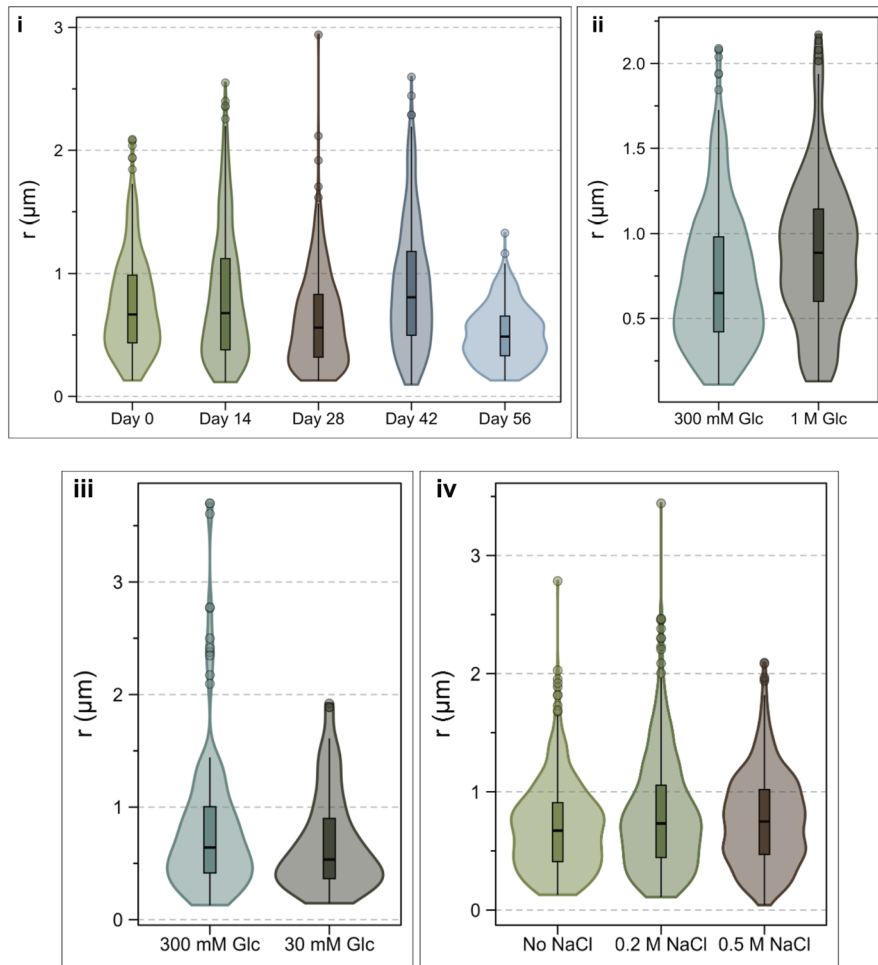 i
r (μm)
3
2
1
0
Day 0 Day 14 Day 28 Day 42 Day 56
ii
r (μm)
2.0
1.5
1.0
0.5
300 mM Glc 1 M Glc
iii
r (μm)
3
2
1
0
300 mM Glc 30 mM Glc
iv
r (μm)
3
2
1
0
No NaCl 0.2 M NaCl 0.5 M NaCl